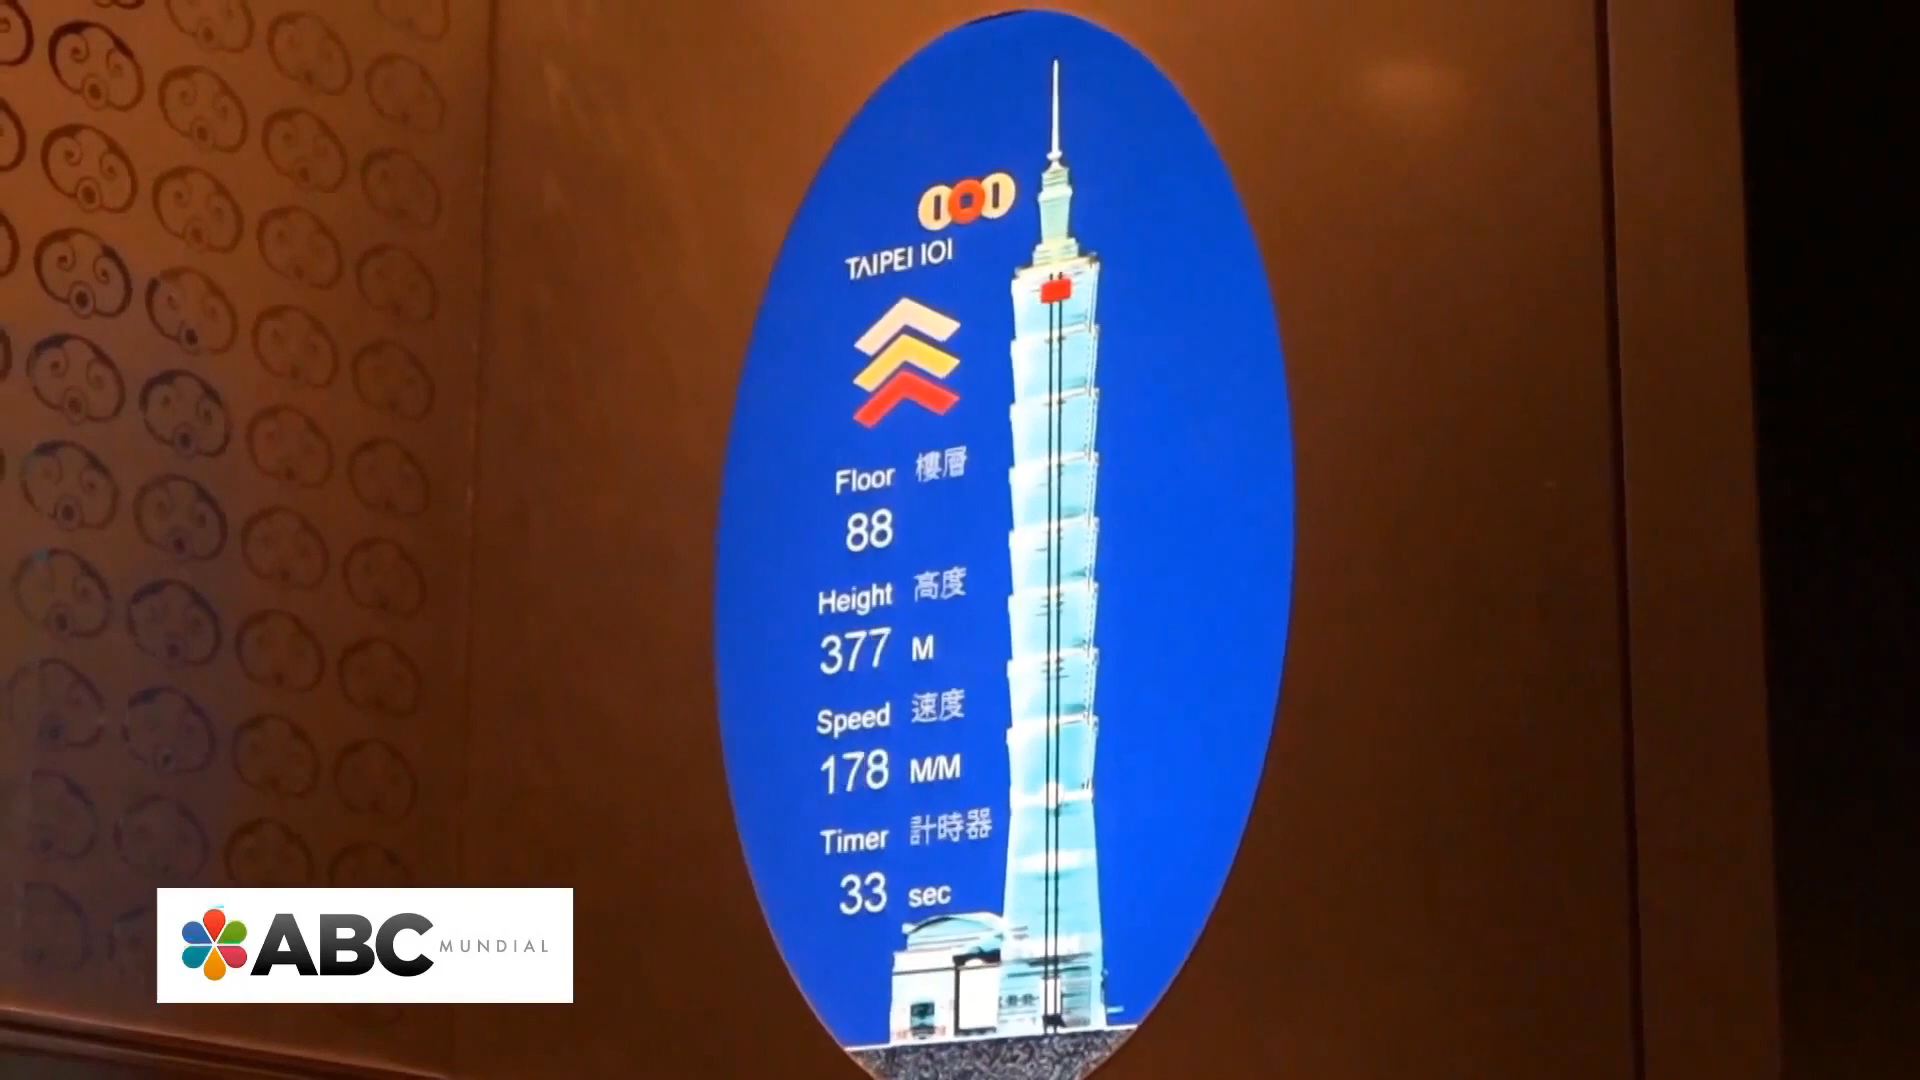 TAIPEI 101
Floor 樓層
88
Height 高度
377 M
Speed 速度
178 M/M
Timer 計時器
33 sec
ABC MUNDIAL